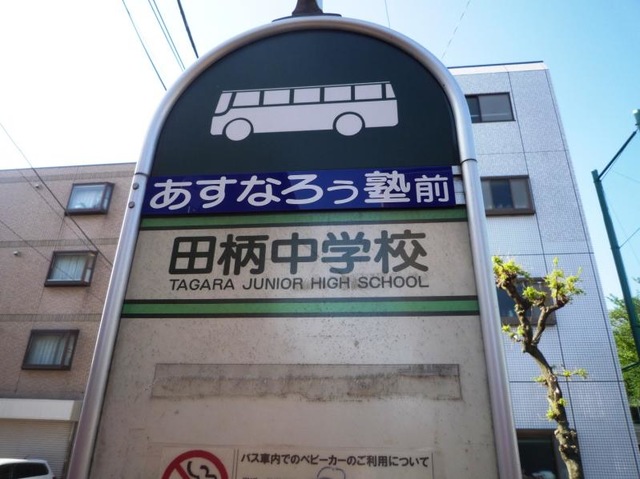 あすなろう塾前
田柄中学校
TAGARA JUNIOR HIGH SCHOOL
バス車内でのベビーカーのご利用について